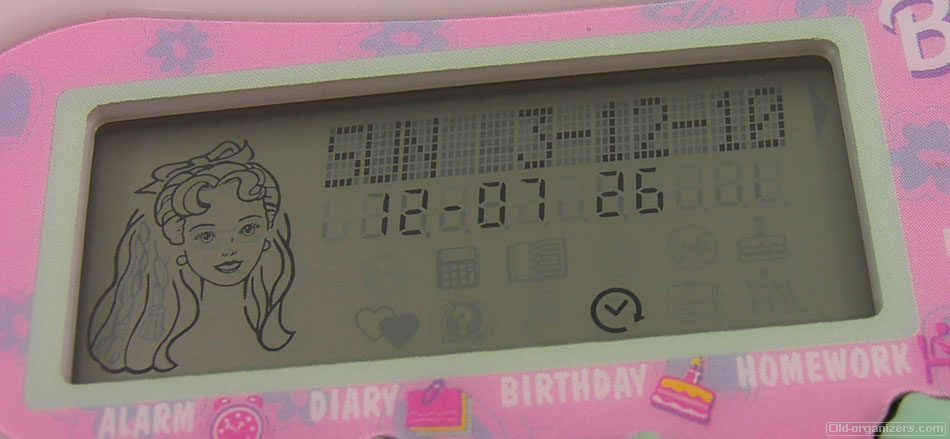 SUN 3-12-10
12-07 26
ALARM DIARY BIRTHDAY HOMEWORK
Old-organizers.com